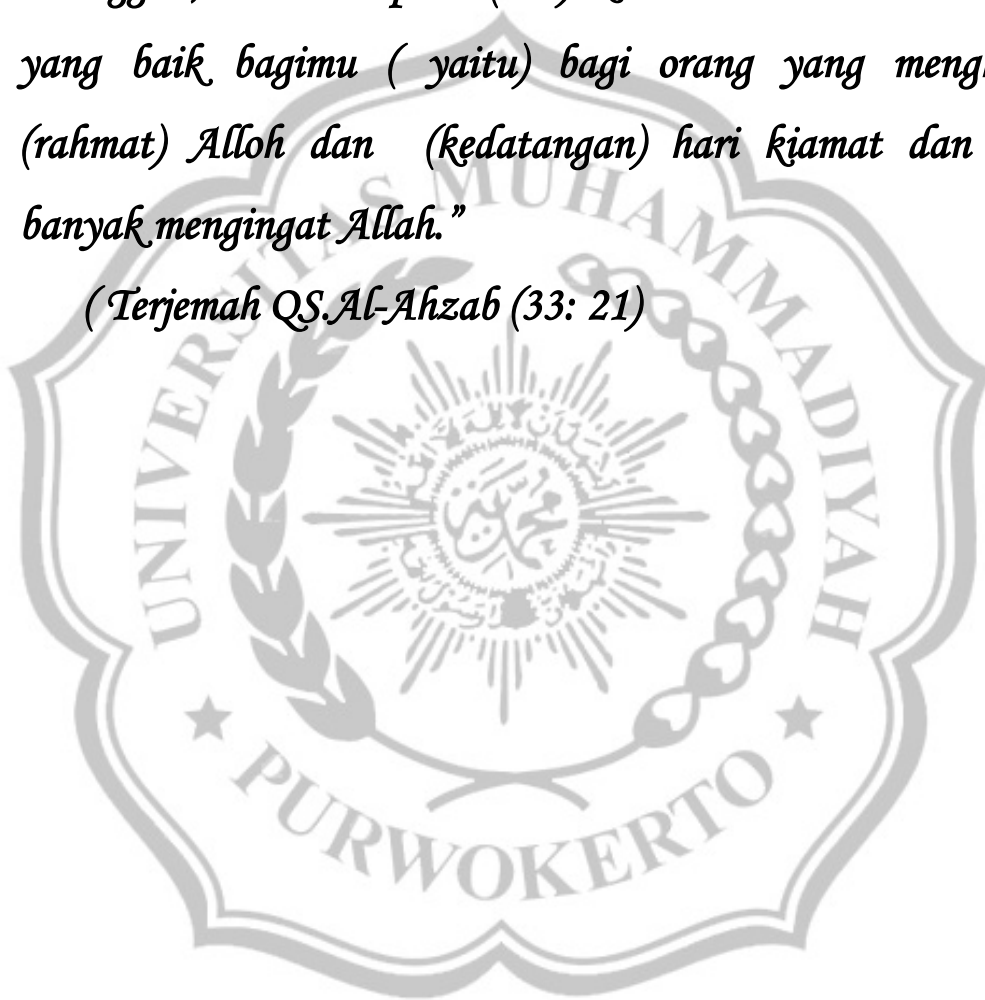 yang baik bagimu ( yaitu) bagi orang yang
(rahmat) Alloh dan (kedatangan) hari kiamat dan
banyak mengingat Allah.”
( Terjemah QS.Al-Ahzab (33: 21)
UNIVERSITAS MUHAMMADIYAH
PURWOKERTO